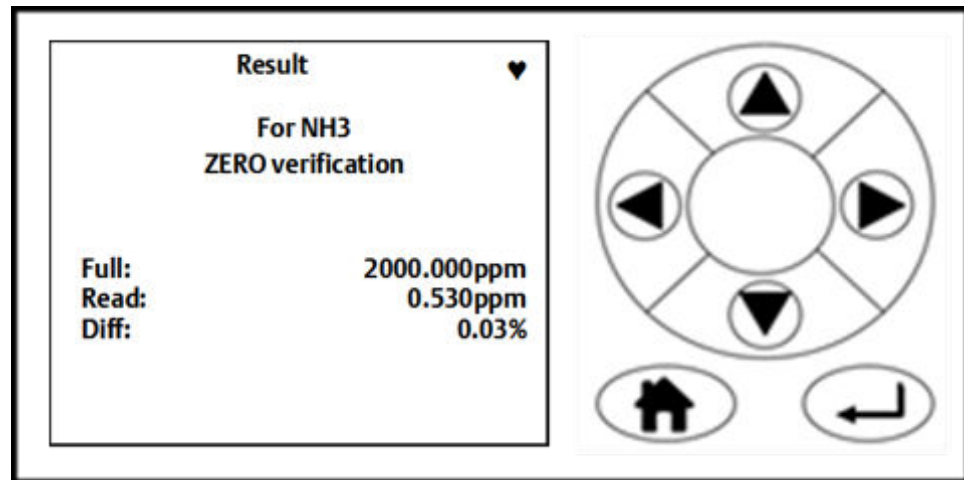 Result
For NH3
ZERO verification
Full: 2000.000ppm
Read: 0.530ppm
Diff: 0.03%